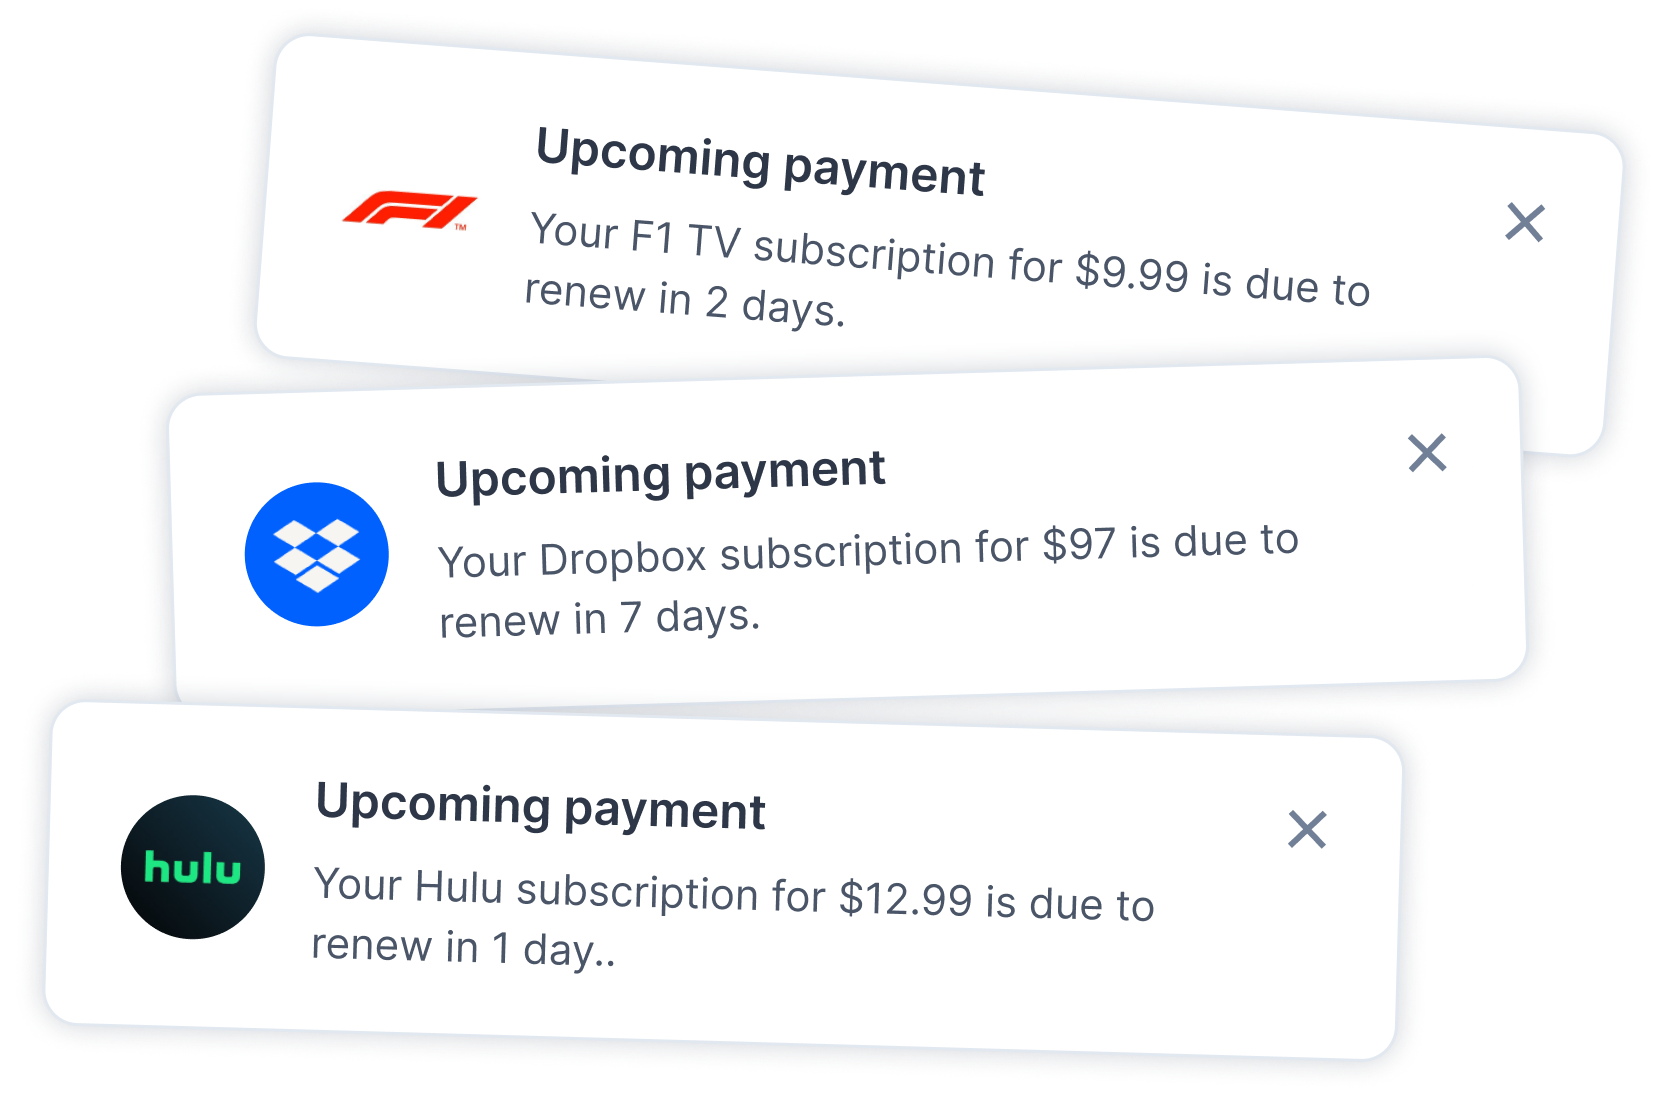 Upcoming payment
F1 TM
Your F1 TV subscription for $9.99 is due to
renew in 2 days.
Upcoming payment
Your Dropbox subscription for $97 is due to
renew in 7 days.
Upcoming payment
hulu
Your Hulu subscription for $12.99 is due to
renew in 1 day..